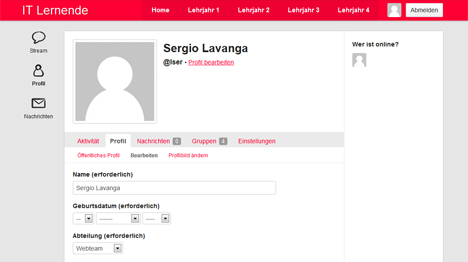 IT Lernende Home Lehrjahr 1 Lehrjahr 2 Lehrjahr 3 Lehrjahr 4 Abmelden
Stream
Profil
Nachrichten
Sergio Lavanga
@lser - Profil bearbeiten
Wer ist online?
Aktivität Profil Nachrichten 0 Gruppen 4 Einstellungen
Öffentliches Profil Bearbeiten Profilbild ändern
Name (erforderlich)
Sergio Lavanga
Geburtsdatum (erforderlich)
-- ------- -----
Abteilung (erforderlich)
Webteam